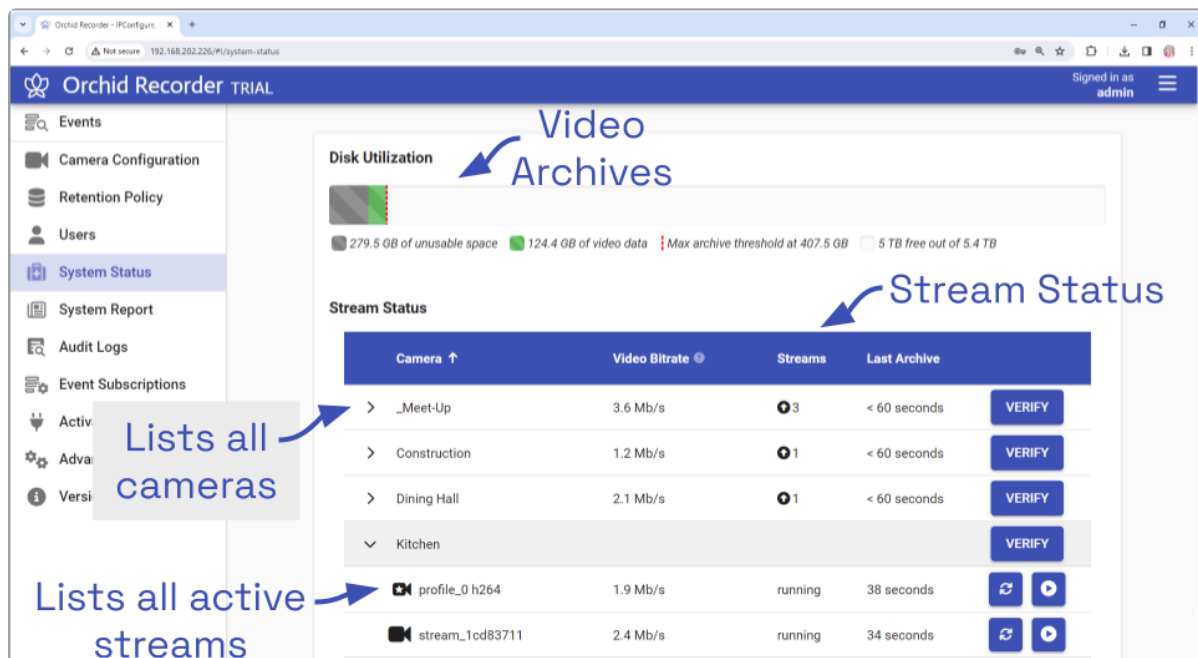 Orchid Recorder - IPConfigure,
Not secure 192.168.202.226/#!/system-status
Orchid Recorder TRIAL
Signed in as
admin
Events
Camera Configuration
Retention Policy
Users
System Status
System Report
Audit Logs
Event Subscriptions
Video
Archives
Disk Utilization
279.5 GB of unusable space 124.4 GB of video data Max archive threshold at 407.5 GB 5 TB free out of 5.4 TB
Stream Status
Stream Status
Camera Video Bitrate Streams Last Archive
_Meet-Up 3.6 Mb/s 3 < 60 seconds VERIFY
Construction 1.2 Mb/s 1 < 60 seconds VERIFY
Dining Hall 2.1 Mb/s 1 < 60 seconds VERIFY
Kitchen VERIFY
profile_0 h264 1.9 Mb/s running 38 seconds
stream_1cd83711 2.4 Mb/s running 34 seconds
Lists all
cameras
Lists all active
streams